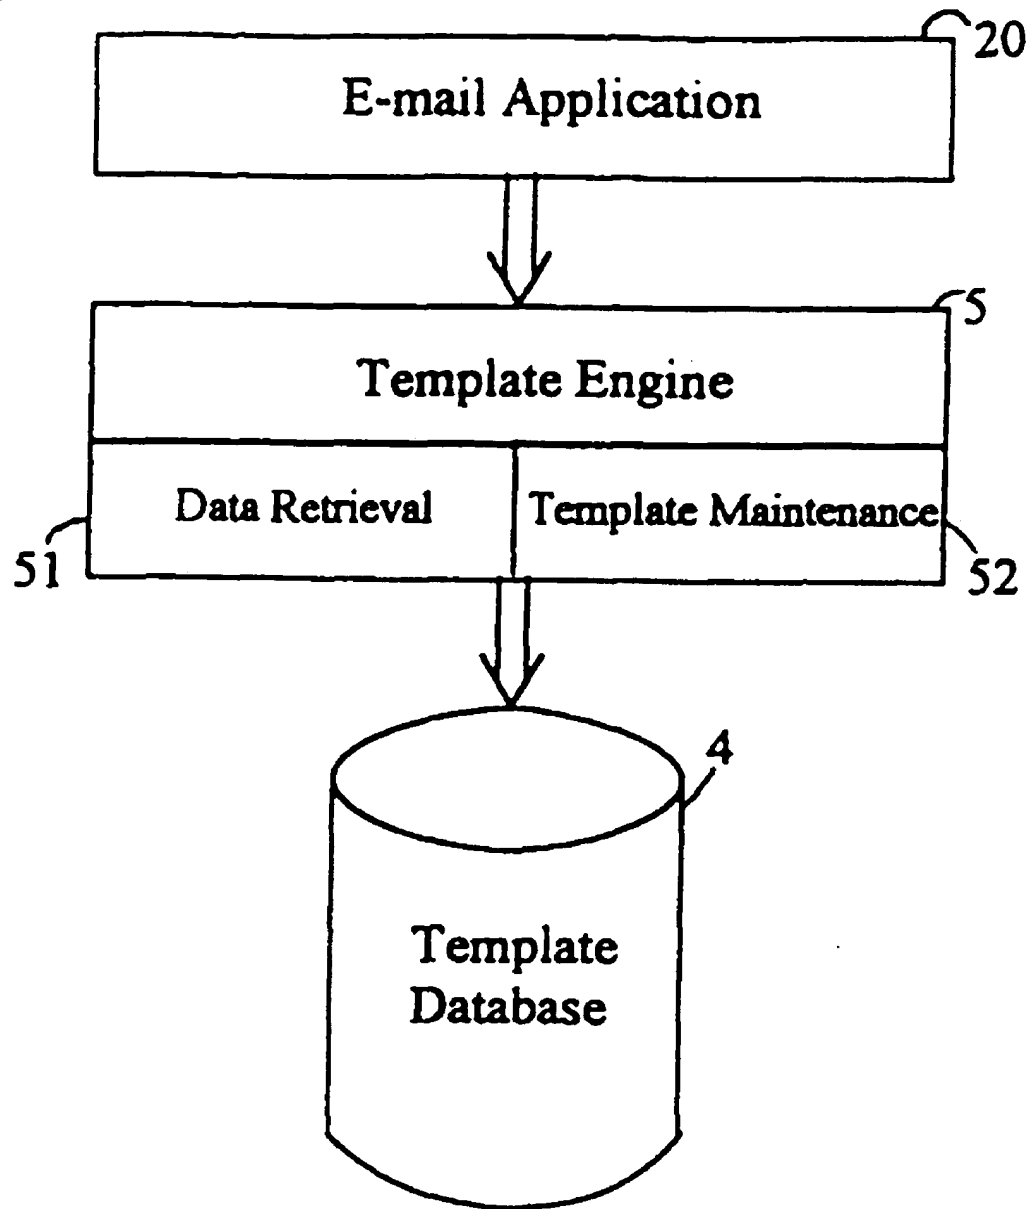 20
E-mail Application
5
Template Engine
Data Retrieval
Template Maintenance
51
52
4
Template
Database